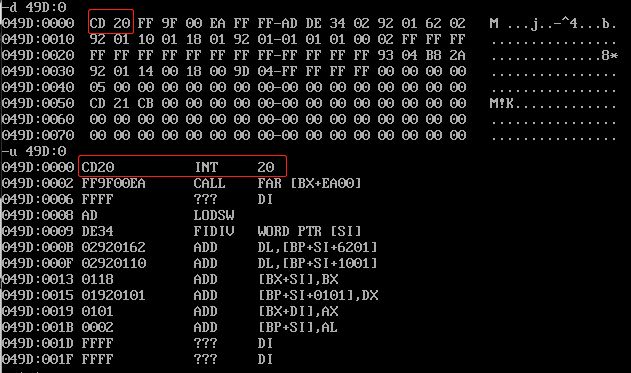 -d 49D:0
049D:0000 CD 20 FF 9F 00 EA FF FF-AD DE 34 02 92 01 62 02 M ...j..-^4...b.
049D:0010 92 01 10 01 18 01 92 01-01 01 01 00 02 FF FF FF ................
049D:0020 FF FF FF FF FF FF FF FF-FF FF FF FF 93 04 B8 2A ..............8*
049D:0030 92 01 14 00 18 00 9D 04-FF FF FF FF 00 00 00 00 ................
049D:0040 05 00 00 00 00 00 00 00-00 00 00 00 00 00 00 00 ................
049D:0050 CD 21 CB 00 00 00 00 00-00 00 00 00 00 00 00 00 M!K.............
049D:0060 00 00 00 00 00 00 00 00-00 00 00 00 00 00 00 00 ................
049D:0070 00 00 00 00 00 00 00 00-00 00 00 00 00 00 00 00 ................
-u 49D:0
049D:0000 CD20 INT 20
049D:0002 FF9F00EA CALL FAR [BX+EA00]
049D:0006 FFFF ??? DI
049D:0008 AD LODSW
049D:0009 DE34 FIDIV WORD PTR [SI]
049D:000B 02920162 ADD DL,[BP+SI+6201]
049D:000F 02920110 ADD DL,[BP+SI+1001]
049D:0013 0118 ADD [BX+SI],BX
049D:0015 01920101 ADD [BP+SI+0101],DX
049D:0019 0101 ADD [BX+DI],AX
049D:001B 0002 ADD [BP+SI],AL
049D:001D FFFF ??? DI
049D:001F FFFF ??? DI